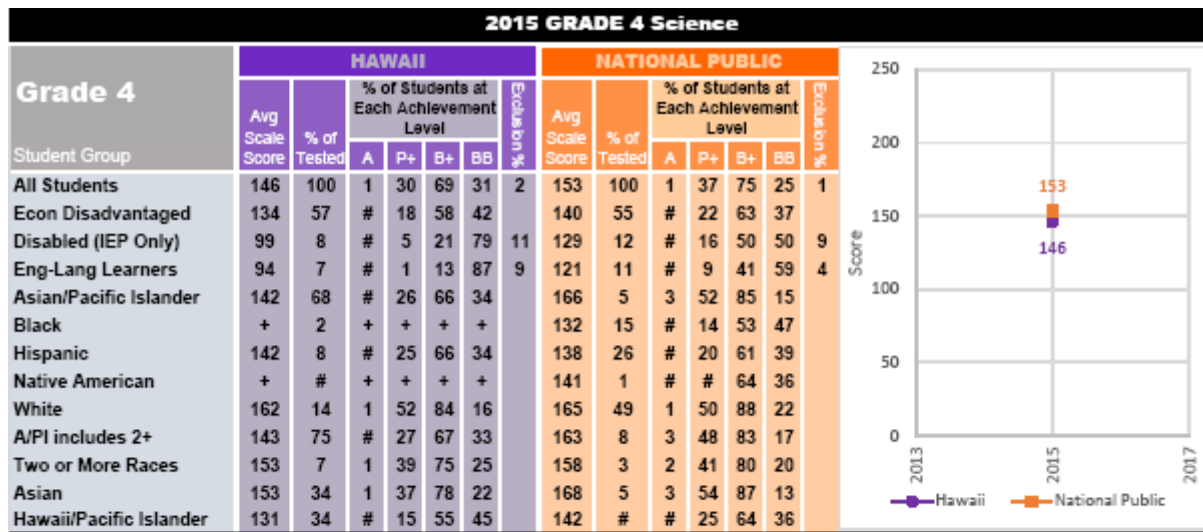 2015 GRADE 4 Science
HAWAII NATIONAL PUBLIC
Grade 4
Student Group
Avg Scale Score % of Tested % of Students at Each Achievement Level A P+ B+ BB Exclusion % Avg Scale Score % of Tested % of Students at Each Achievement Level A P+ B+ BB Exclusion %
All Students 146 100 1 30 69 31 2 153 100 1 37 75 25 1
Econ Disadvantaged 134 57 # 18 58 42 140 55 # 22 63 37
Disabled (IEP Only) 99 8 # 5 21 79 11 129 12 # 16 50 50 9
Eng-Lang Learners 94 7 # 1 13 87 9 121 11 # 9 41 59 4
Asian/Pacific Islander 142 68 # 26 66 34 166 5 3 52 85 15
Black + 2 + + + + 132 15 # 14 53 47
Hispanic 142 8 # 25 66 34 138 26 # 20 61 39
Native American + # + + + + 141 1 # # 64 36
White 162 14 1 52 84 16 165 49 1 50 88 22
A/PI includes 2+ 143 75 # 27 67 33 163 8 3 48 83 17
Two or More Races 153 7 1 39 75 25 158 3 2 41 80 20
Asian 153 34 1 37 78 22 168 5 3 54 87 13
Hawaii/Pacific Islander 131 34 # 15 55 45 142 # # 25 64 36
250
200
153
150
146
Score
100
50
0
2013 2015 2017
Hawaii National Public